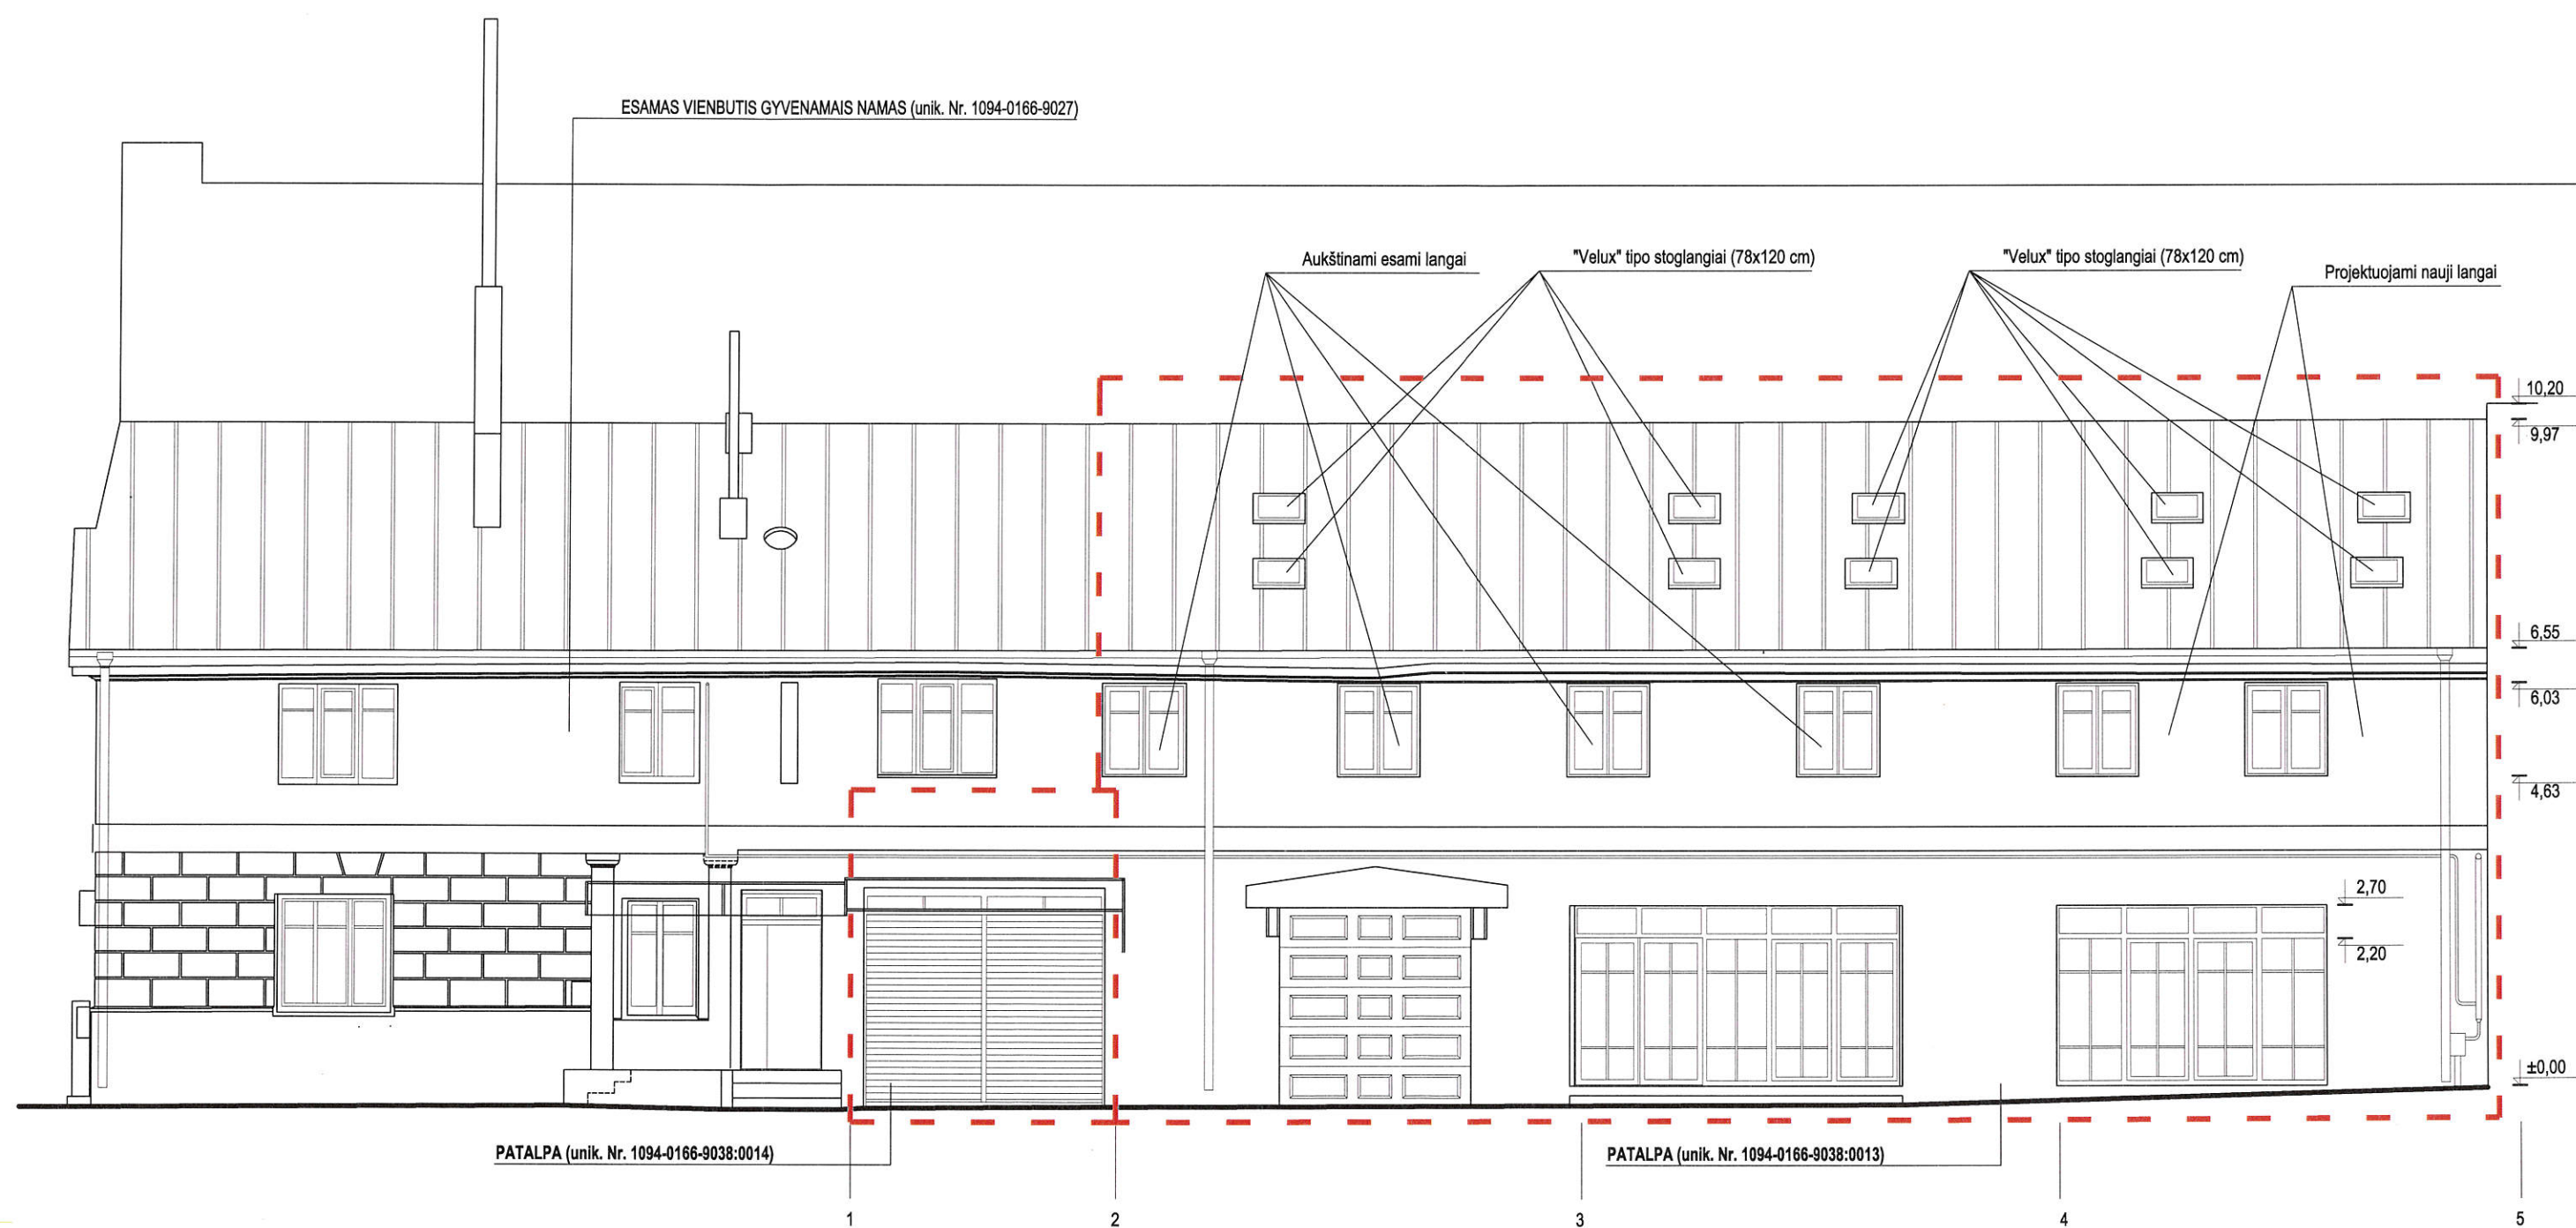 ESAMAS VIENBUTIS GYVENAMAIS NAMAS (unik. Nr. 1094-0166-9027)
Aukštinami esami langai
"Velux" tipo stoglangiai (78x120 cm)
"Velux" tipo stoglangiai (78x120 cm)
Projektuojami nauji langai
10,20
9,97
6,55
6,03
4,63
2,70
2,20
±0,00
PATALPA (unik. Nr. 1094-0166-9038:0014)
PATALPA (unik. Nr. 1094-0166-9038:0013)
1
2
3
4
5